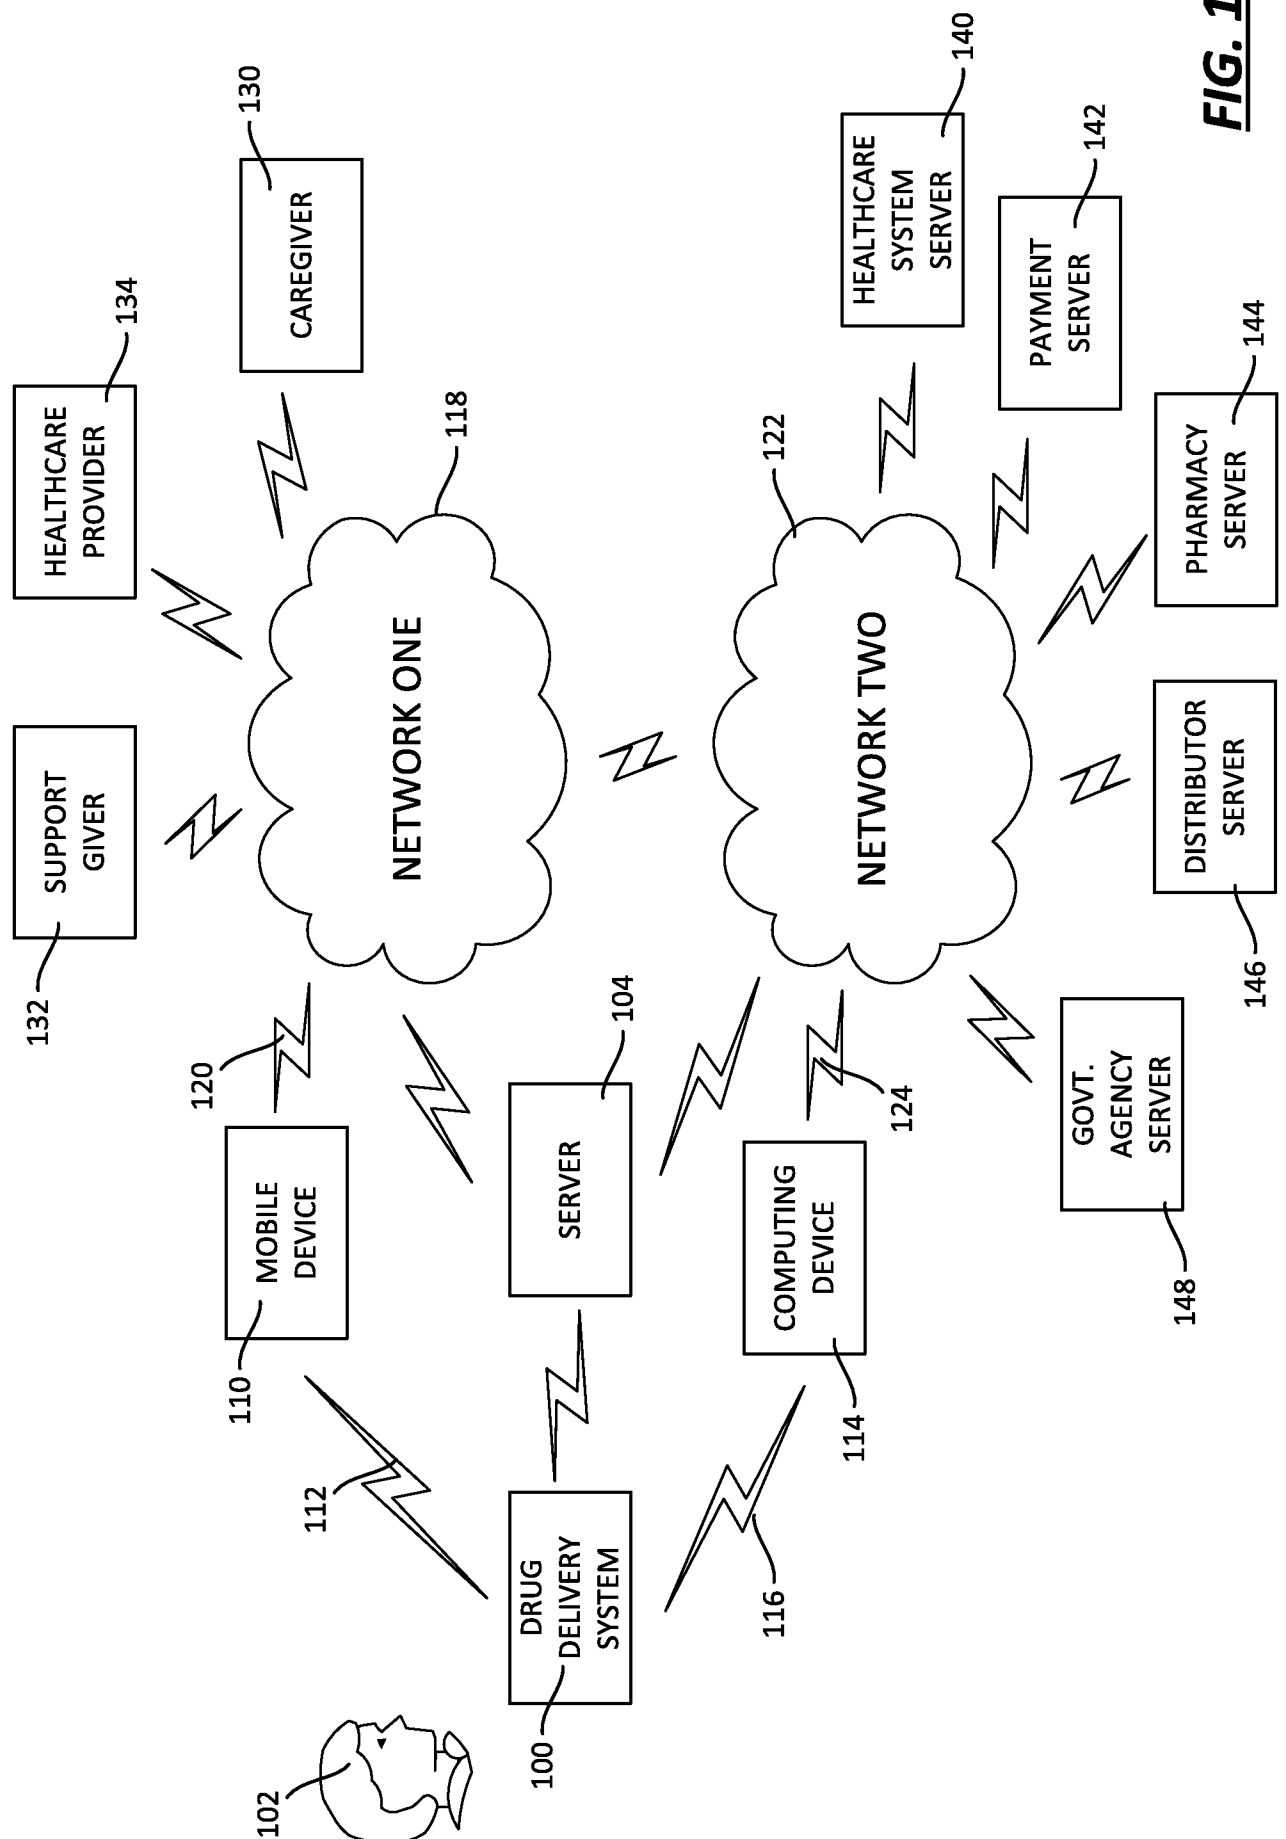 102
100
DRUG
DELIVERY
SYSTEM
112
116
110
MOBILE
DEVICE
SERVER
104
114
COMPUTING
DEVICE
120
124
132
SUPPORT
GIVER
HEALTHCARE
PROVIDER
134
CAREGIVER
130
NETWORK ONE
118
NETWORK TWO
122
HEALTHCARE
SYSTEM
SERVER
140
PAYMENT
SERVER
142
PHARMACY
SERVER
144
DISTRIBUTOR
SERVER
146
GOVT.
AGENCY
SERVER
148
FIG. 1